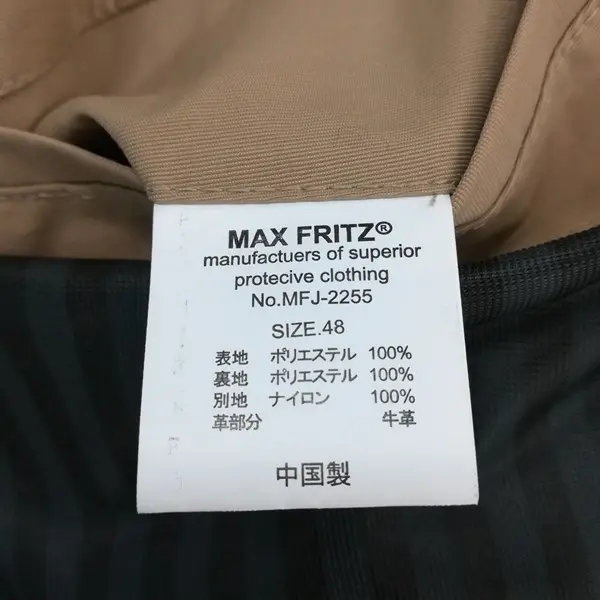 MAX FRITZ®
manufactuers of superior
protecive clothing
No.MFJ-2255
SIZE.48
表地 ポリエステル 100%
裏地 ポリエステル 100%
別地 ナイロン 100%
革部分 牛革
中国製